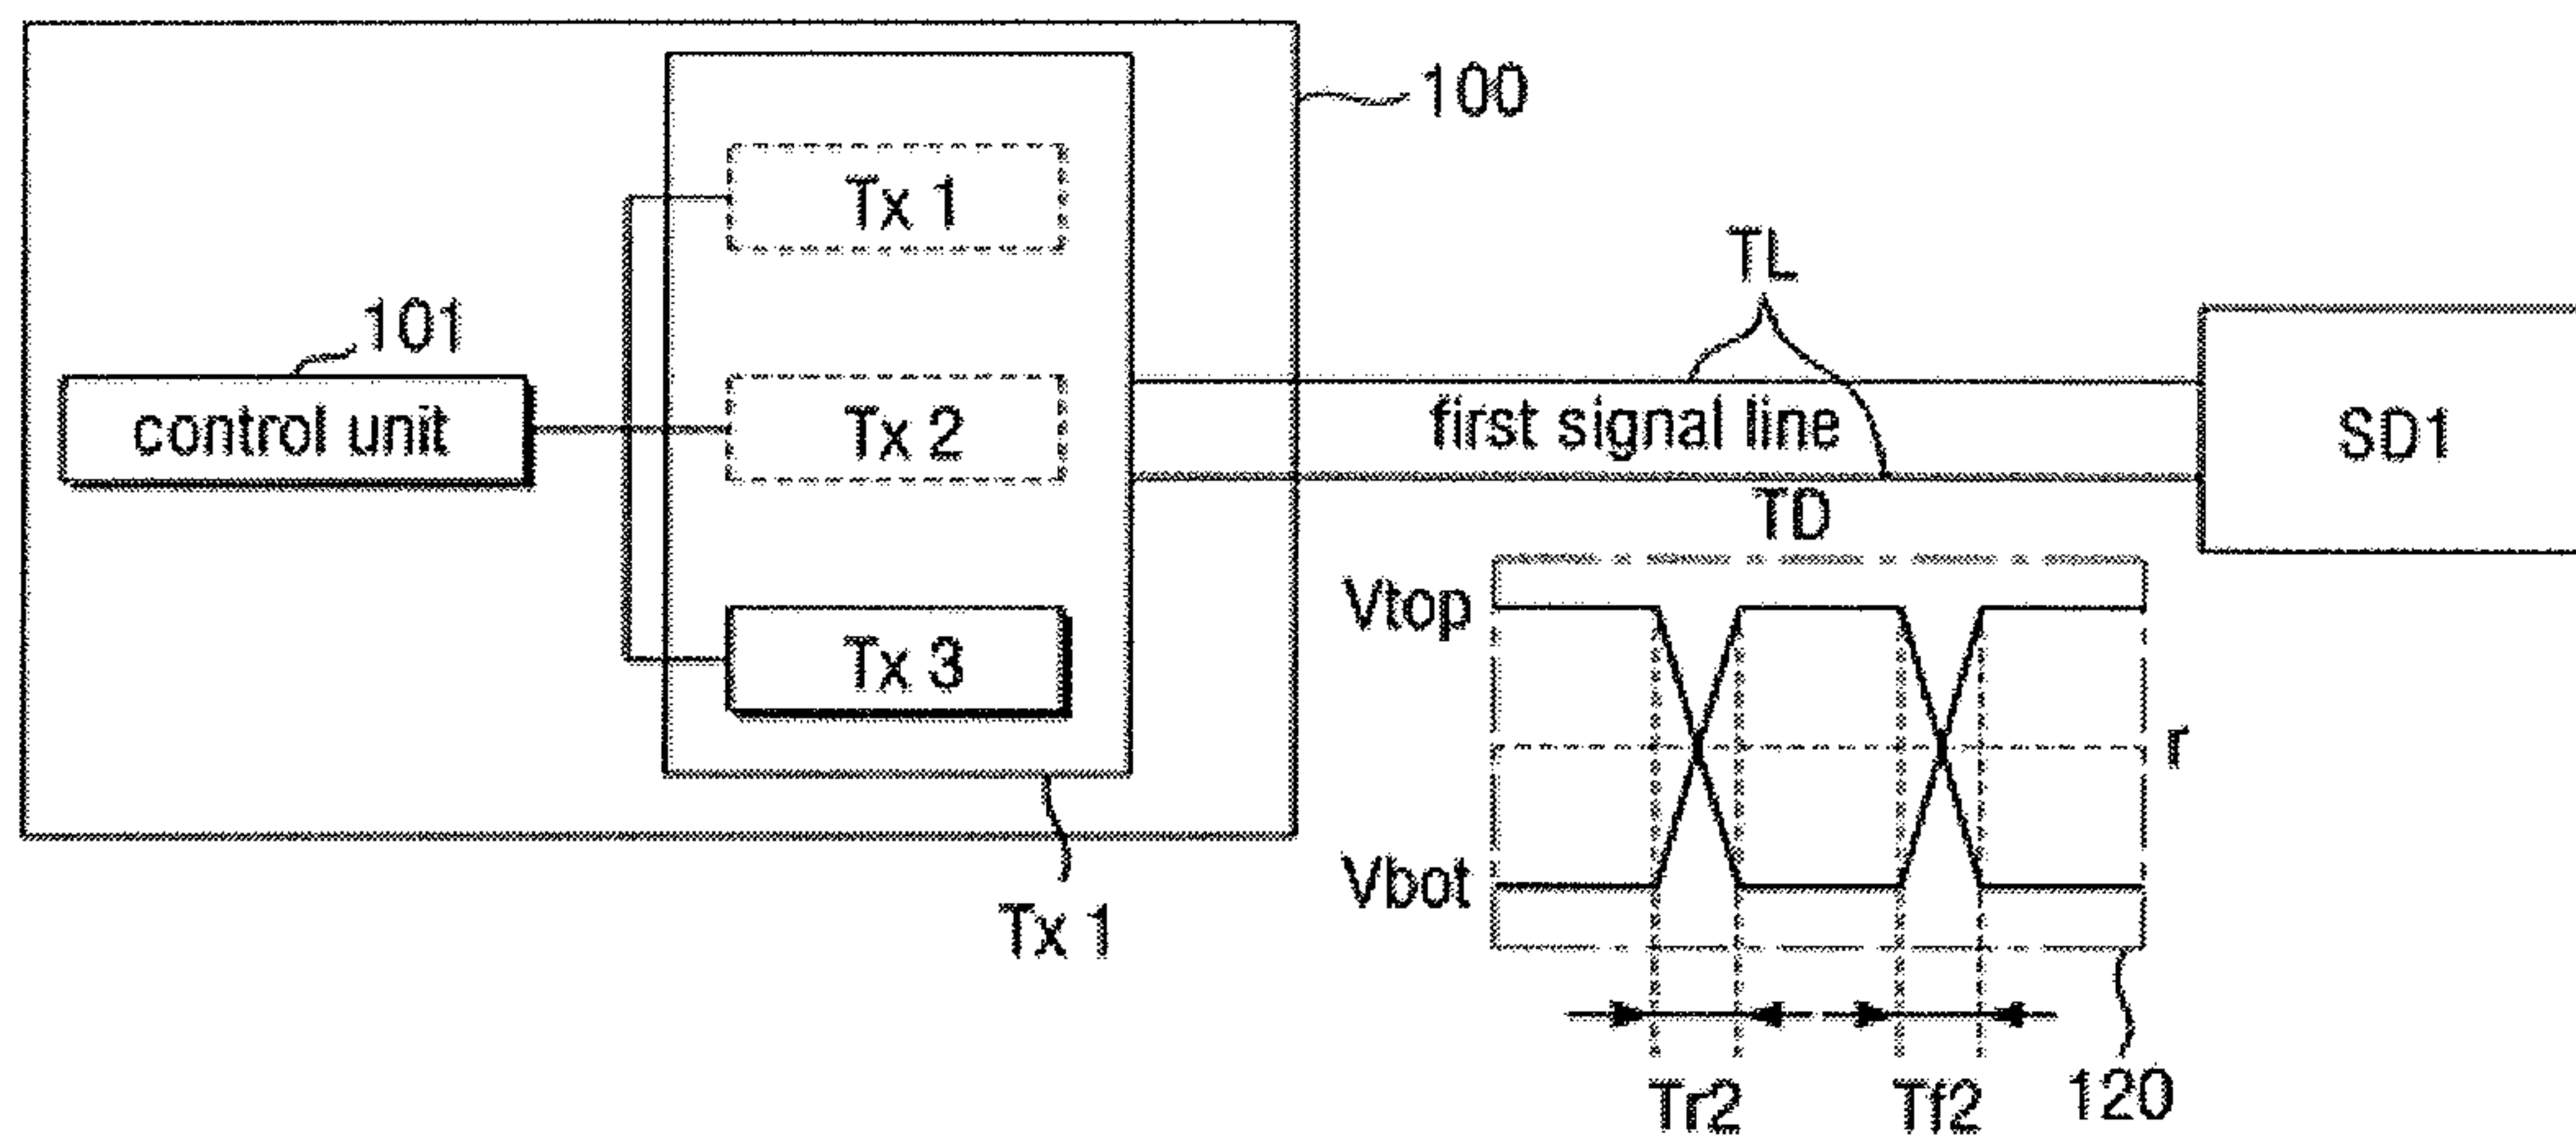 100
Tx 1
TL
101
control unit
Tx 2
first signal line
SD1
TD
Vtop
Tx 3
r
Vbot
Tx 1
Tr2
Tf2
120